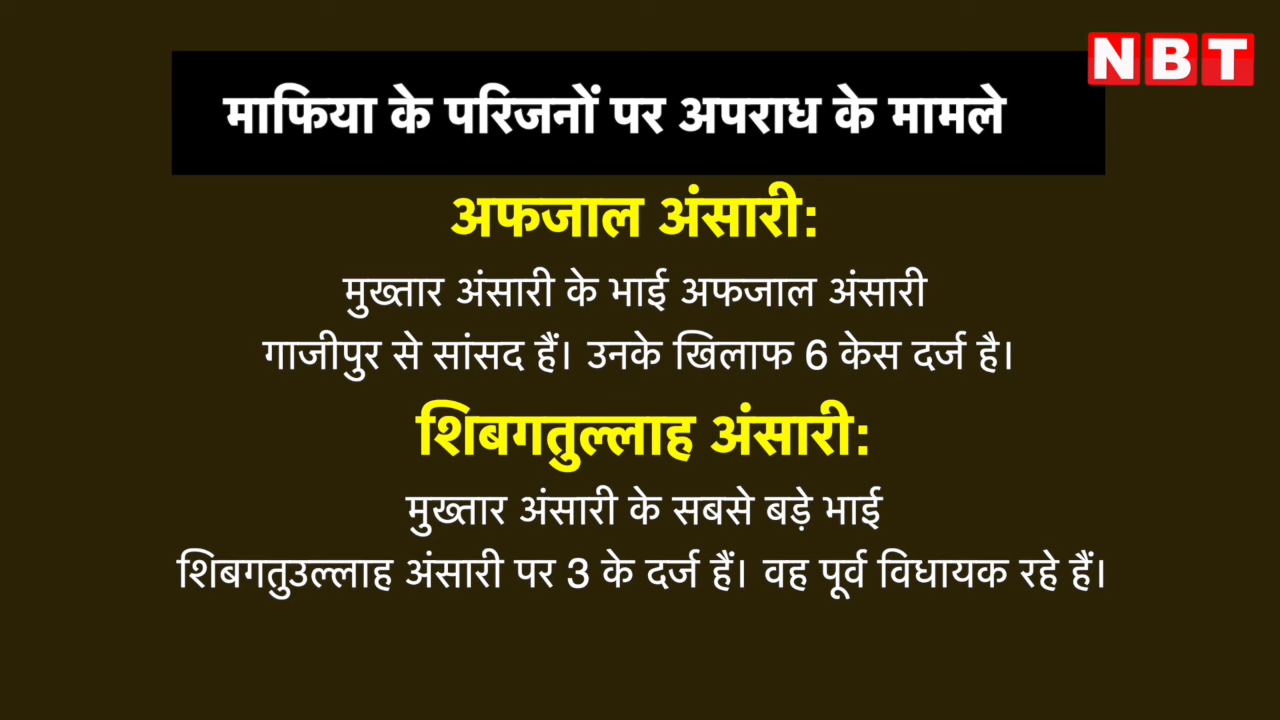 NBT
माफिया के परिजनों पर अपराध के मामले
अफजाल अंसारी:
मुख्तार अंसारी के भाई अफजाल अंसारी
गाजीपुर से सांसद हैं। उनके खिलाफ 6 केस दर्ज है।
शिबगतुल्लाह अंसारी:
मुख्तार अंसारी के सबसे बड़े भाई
शिबगतुउल्लाह अंसारी पर 3 के दर्ज हैं। वह पूर्व विधायक रहे हैं।